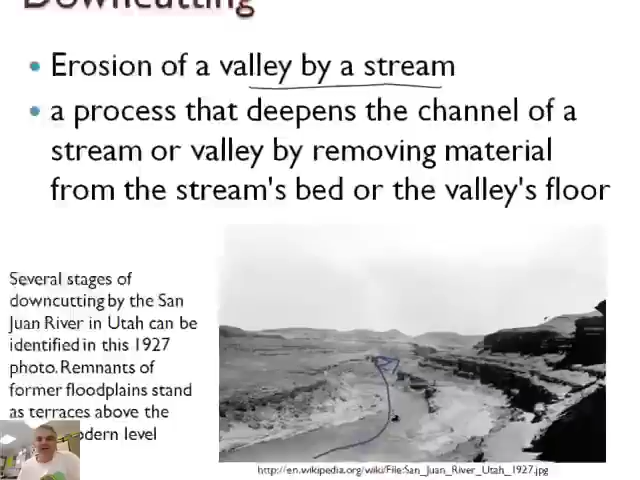 Downcutting
Erosion of a valley by a stream
a process that deepens the channel of a
stream or valley by removing material
from the stream's bed or the valley's floor
Several stages of
downcutting by the San
Juan River in Utah can be
identified in this 1927
photo. Remnants of
former floodplains stand
as terraces above the
level
http://en.wikipedia.org/wiki/File:San_Juan_River_Utah_1927.jpg